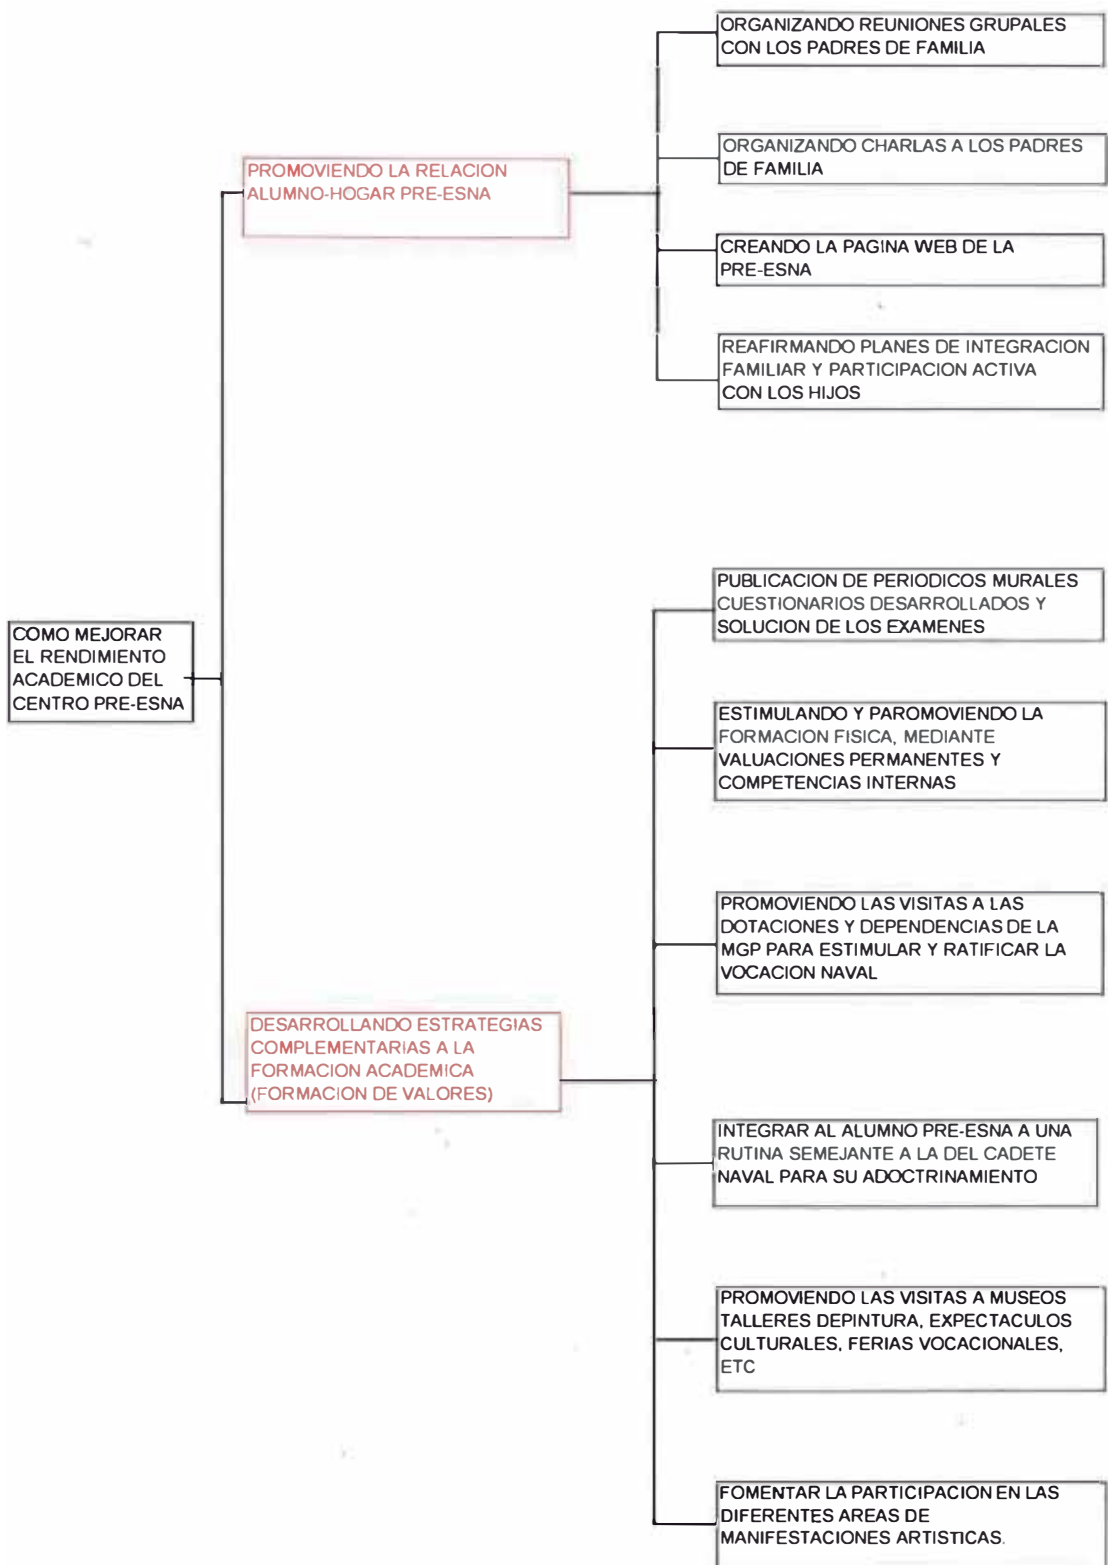 COMO MEJORAR
EL RENDIMIENTO
ACADEMICO DEL
CENTRO PRE-ESNA
PROMOVIENDO LA RELACION
ALUMNO-HOGAR PRE-ESNA
ORGANIZANDO REUNIONES GRUPALES
CON LOS PADRES DE FAMILIA
ORGANIZANDO CHARLAS A LOS PADRES
DE FAMILIA
CREANDO LA PAGINA WEB DE LA
PRE-ESNA
REAFIRMANDO PLANES DE INTEGRACION
FAMILIAR Y PARTICIPACION ACTIVA
CON LOS HIJOS
DESARROLLANDO ESTRATEGIAS
COMPLEMENTARIAS A LA
FORMACION ACADEMICA
(FORMACION DE VALORES)
PUBLICACION DE PERIODICOS MURALES
CUESTIONARIOS DESARROLLADOS Y
SOLUCION DE LOS EXAMENES
ESTIMULANDO Y PAROMOVIENDO LA
FORMACION FISICA, MEDIANTE
VALUACIONES PERMANENTES Y
COMPETENCIAS INTERNAS
PROMOVIENDO LAS VISITAS A LAS
DOTACIONES Y DEPENDENCIAS DE LA
MGP PARA ESTIMULAR Y RATIFICAR LA
VOCACION NAVAL
INTEGRAR AL ALUMNO PRE-ESNA A UNA
RUTINA SEMEJANTE A LA DEL CADETE
NAVAL PARA SU ADOCTRINAMIENTO
PROMOVIENDO LAS VISITAS A MUSEOS
TALLERES DEPINTURA, EXPECTACULOS
CULTURALES, FERIAS VOCACIONALES,
ETC
FOMENTAR LA PARTICIPACION EN LAS
DIFERENTES AREAS DE
MANIFESTACIONES ARTISTICAS.